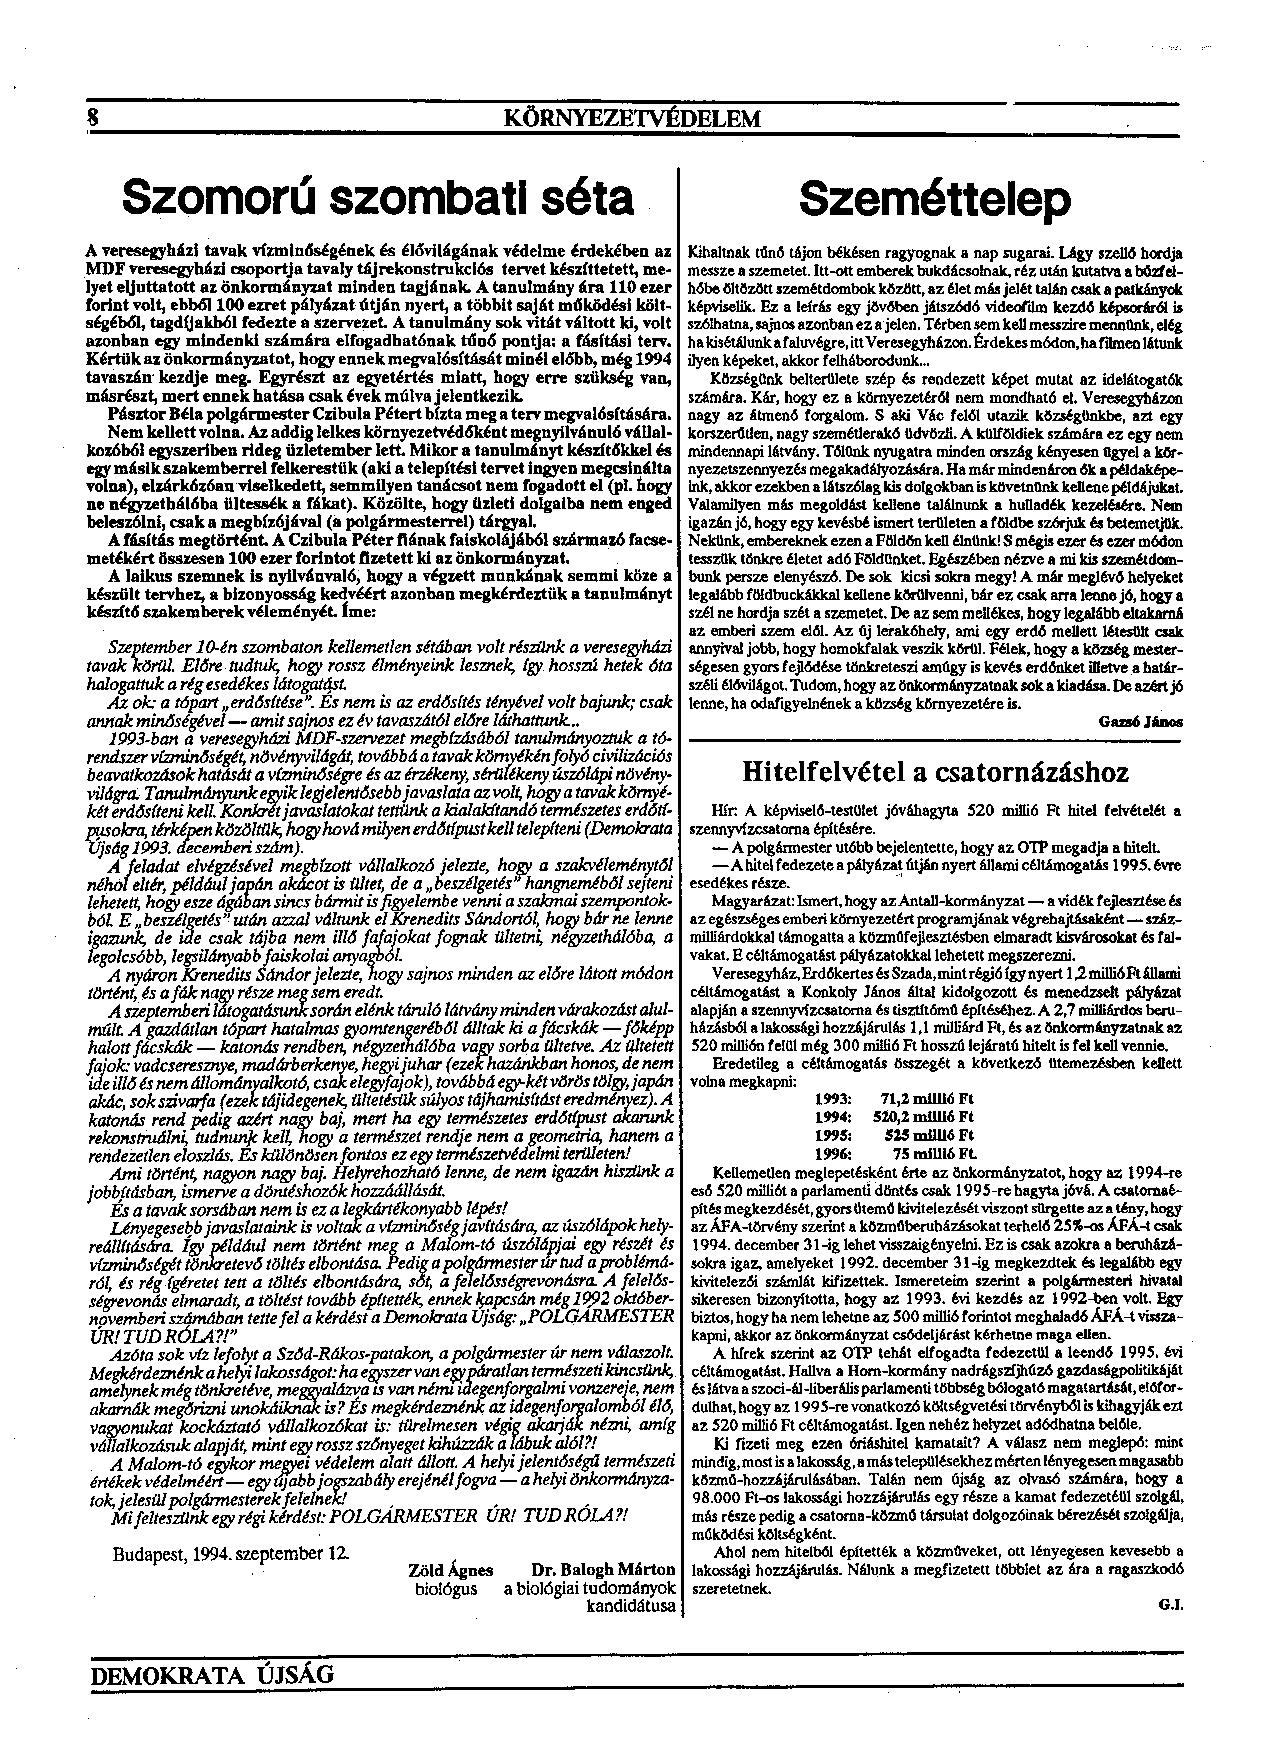 8
KÖRNYEZETVÉDELEM
Szomorú szombati séta
A veresegyházi tavak vízminőségének és élővilágának védelme érdekében az
MDF veresegyházi csoportja tavaly tájrekonstrukciós tervet készíttetett, me-
lyet eljuttatott az önkormányzat minden tagjának. A tanulmány ára 110 ezer
forint volt, ebből 100 ezret pályázat útján nyert, a többit saját működési költ-
ségéből, tagdíjakból fedezte a szervezet. A tanulmány sok vitát váltott ki, volt
azonban egy mindenki számára elfogadhatónak tűnő pontja: a fásítási terv.
Kértük az önkormányzatot, hogy ennek megvalósítását minél előbb, még 1994
tavaszán kezdje meg. Egyrészt az egyetértés miatt, hogy erre szükség van,
másrészt, mert ennek hatása csak évek múlva jelentkezik.
Pásztor Béla polgármester Czibula Pétert bízta meg a terv megvalósítására.
Nem kellett volna. Az addig lelkes környezetvédőként megnyilvánuló vállal-
kozóból egyszeriben rideg üzletember lett. Mikor a tanulmányt készítőkkel és
egy másik szakemberrel felkerestük (aki a telepítési tervet ingyen megcsinálta
volna), elzárkózóan viselkedett, semmilyen tanácsot nem fogadott el (pl. hogy
ne négyzethálóba ültessék a fákat). Közölte, hogy üzleti dolgaiba nem enged
beleszólni, csak a megbízójával (a polgármesterrel) tárgyal.
A fásítás megtörtént. A Czibula Péter fiának faiskolájából származó facse-
metékért összesen 100 ezer forintot fizetett ki az önkormányzat.
A laikus szemnek is nyilvánvaló, hogy a végzett munkának semmi köze a
készült tervhez, a bizonyosság kedvéért azonban megkérdeztük a tanulmányt
készítő szakemberek véleményét. Íme:
Szeptember 10-én szombaton kellemetlen sétában volt részünk a veresegyházi
tavak körül. Előre tudtuk, hogy rossz élményeink lesznek, így hosszú hetek óta
halogattuk a rég esedékes látogatást.
Az ok: a tópart „erdősítése". És nem is az erdősítés tényével volt bajunk; csak
annak minőségével — amit sajnos ez év tavaszától előre láthattunk...
1993-ban a veresegyházi MDF-szervezet megbízásából tanulmányoztuk a tó-
rendszer vízminőségét, növényvilágát, továbbá a tavak környékén folyó civilizációs
beavatkozások hatását a vízminőségre és az érzékeny, sérülékeny úszólápi növény-
világra. Tanulmányunk egyik legjelentősebb javaslata az volt, hogy a tavak környé-
két erdősíteni kell. Konkrét javaslatokat tettünk a kialakítandó természetes erdőtí-
pusokra, térképen közöltük, hogy hová milyen erdőtípust kell telepíteni (Demokrata
Újság 1993. decemberi szám).
A feladat elvégzésével megbízott vállalkozó jelezte, hogy a szakvéleménytől
néhol eltér, például japán akácot is ültet, de a „beszélgetés" hangneméből sejteni
lehetett, hogy esze ágában sincs bármit is figyelembe venni a szakmai szempontok-
ból. E „beszélgetés" után azzal váltunk el Krenedits Sándortól, hogy bár ne lenne
igazunk, de ide csak tájba nem illő fafajokat fognak ültetni, négyzethálóba, a
legolcsóbb, legsilányabb faiskolai anyagból.
A nyáron Krenedits Sándor jelezte, hogy sajnos minden az előre látott módon
történt, és a fák nagy része meg sem eredt.
A szeptemberi látogatásunk során elénk táruló látvány minden várakozást alul-
múlt. A gazdátlan tópart hatalmas gyomtengeréből álltak ki a fácskák — főképp
halott fácskák — katonás rendben, négyzethálóba vagy sorba ültetve. Az ültetett
fajok: vadcseresznye, madárberkenye, hegyi juhar (ezek hazánkban honos, de nem
ide illő és nem állományalkotó, csak elegyfajok), továbbá egy-két vörös tölgy, japán
akác, sok szivarfa (ezek tájidegenek, ültetésük súlyos tájhamisítást eredményez). A
katonás rend pedig azért nagy baj, mert ha egy természetes erdőtípust akarunk
rekonstruálni, tudnunk kell, hogy a természet rendje nem a geometria, hanem a
rendezetlen eloszlás. És különösen fontos ez egy természetvédelmi területen!
Ami történt, nagyon nagy baj. Helyrehozható lenne, de nem igazán hiszünk a
jobbításban, ismerve a döntéshozók hozzáállását.
És a tavak sorsában nem is ez a legkártékonyabb lépés!
Lényegesebb javaslataink is voltak a vízminőség javítására, az úszólápok hely-
reállítására. Így például nem történt meg a Malom-tó úszólápjai egy részét és
vízminőségét tönkretevő töltés elbontása. Pedig a polgármester úr tud a problémá-
ról, és rég ígéretet tett a töltés elbontására, sőt, a felelősségrevonásra. A felelős-
ségrevonás elmaradt, a töltést tovább építették, ennek kapcsán még 1992 október-
novemberi számában tette fel a kérdést a Demokrata Újság: „POLGÁRMESTER
ÚR! TUD RÓLA?!"
Azóta sok víz lefolyt a Sződ-Rákos-patakon, a polgármester úr nem válaszolt.
Megkérdeznénk a helyi lakosságot: ha egyszer van egy páratlan természeti kincsünk,
amelynek még tönkretéve, meggyalázva is van némi idegenforgalmi vonzereje, nem
akarnák megőrizni unokáiknak is? És megkérdeznénk az idegenforgalomból élő,
vagyonukat kockáztató vállalkozókat is: türelmesen végig akarják nézni, amíg
vállalkozásuk alapját, mint egy rossz szőnyeget kihúzzák a lábuk alól?!
A Malom-tó egykor megyei védelem alatt állott. A helyi jelentőségű természeti
értékek védelméért — egy újabb jogszabály erejénél fogva — a helyi önkormányza-
tok, jelesül polgármesterek felelnek!
Mi felteszünk egy régi kérdést: POLGÁRMESTER ÚR! TUD RÓLA?!
Budapest, 1994. szeptember 12.
Zöld Ágnes Dr. Balogh Márton
biológus a biológiai tudományok
kandidátusa
Szeméttelep
Kihaltnak tűnő tájon békésen ragyognak a nap sugarai. Lágy szellő hordja
messze a szemetet. Itt-ott emberek bukdácsolnak, réz után kutatva a bűzfel-
hőbe öltözött szemétdombok között, az élet más jelét talán csak a patkányok
képviselik. Ez a leírás egy jövőben játszódó videofilm kezdő képsoráról is
szólhatna, sajnos azonban ez a jelen. Térben sem kell messzire mennünk, elég
ha kisétálunk a faluvégre, itt Veresegyházon. Érdekes módon, ha filmen látunk
ilyen képeket, akkor felháborodunk...
Községünk belterülete szép és rendezett képet mutat az idelátogatók
számára. Kár, hogy ez a környezetéről nem mondható el. Veresegyházon
nagy az átmenő forgalom. S aki Vác felől utazik községünkbe, azt egy
korszerűtlen, nagy szemétlerakó üdvözli. A külföldiek számára ez egy nem
mindennapi látvány. Tőlünk nyugatra minden ország kényesen ügyel a kör-
nyezetszennyezés megakadályozására. Ha már mindenáron ők a példaképe-
ink, akkor ezekben a látszólag kis dolgokban is követnünk kellene példájukat.
Valamilyen más megoldást kellene találnunk a hulladék kezelésére. Nem
igazán jó, hogy egy kevésbé ismert területen a földbe szórjuk és betemetjük.
Nekünk, embereknek ezen a Földön kell élnünk! S mégis ezer és ezer módon
tesszük tönkre életet adó Földünket. Egészében nézve a mi kis szemétdom-
bunk persze elenyésző. De sok kicsi sokra megy! A már meglévő helyeket
legalább földbuckákkal kellene körülvenni, bár ez csak arra lenne jó, hogy a
szél ne hordja szét a szemetet. De az sem mellékes, hogy legalább eltakarná
az emberi szem elől. Az új lerakóhely, ami egy erdő mellett létesült csak
annyival jobb, hogy homokfalak veszik körül. Félek, hogy a község mester-
ségesen gyors fejlődése tönkreteszi amúgy is kevés erdőnket illetve a határ-
széli élővilágot. Tudom, hogy az önkormányzatnak sok a kiadása. De azért jó
lenne, ha odafigyelnének a község környezetére is.
Gazsó János
Hitelfelvétel a csatornázáshoz
Hír: A képviselő-testület jóváhagyta 520 millió Ft hitel felvételét a
szennyvízcsatorna építésére.
— A polgármester utóbb bejelentette, hogy az OTP megadja a hitelt.
— A hitel fedezete a pályázat útján nyert állami céltámogatás 1995. évre
esedékes része.
Magyarázat: Ismert, hogy az Antall-kormányzat — a vidék fejlesztése és
az egészséges emberi környezetért programjának végrehajtásaként — száz-
milliárdokkal támogatta a közműfejlesztésben elmaradt kisvárosokat és fal-
vakat. E céltámogatást pályázatokkal lehetett megszerezni.
Veresegyház, Erdőkertes és Szada, mint régió így nyert 1,2 millió Ft állami
céltámogatást a Konkoly János által kidolgozott és menedzselt pályázat
alapján a szennyvízcsatorna és tisztítómű építéséhez. A 2,7 milliárdos beru-
házásból a lakossági hozzájárulás 1,1 milliárd Ft, és az önkormányzatnak az
520 millión felül még 300 millió Ft hosszú lejáratú hitelt is fel kell vennie.
Eredetileg a céltámogatás összegét a következő ütemezésben kellett
volna megkapni:
1993: 71,2 millió Ft
1994: 520,2 millió Ft
1995: 525 millió Ft
1996: 75 millió Ft.
Kellemetlen meglepetésként érte az önkormányzatot, hogy az 1994-re
eső 520 milliót a parlamenti döntés csak 1995-re hagyta jóvá. A csatornaé-
pítés megkezdését, gyors ütemű kivitelezését viszont sürgette az a tény, hogy
az ÁFA-törvény szerint a közműberuházásokat terhelő 25%-os ÁFA-t csak
1994. december 31-ig lehet visszaigényelni. Ez is csak azokra a beruházá-
sokra igaz, amelyeket 1992. december 31-ig megkezdtek és legalább egy
kivitelezői számlát kifizettek. Ismereteim szerint a polgármesteri hivatal
sikeresen bizonyította, hogy az 1993. évi kezdés az 1992-ben volt. Egy
biztos, hogy ha nem lehetne az 500 millió forintot meghaladó ÁFA-t vissza-
kapni, akkor az önkormányzat csődeljárást kérhetne maga ellen.
A hírek szerint az OTP tehát elfogadta fedezetül a leendő 1995. évi
céltámogatást. Hallva a Horn-kormány nadrágszíjhúzó gazdaságpolitikáját
és látva a szoci-ál-liberális parlamenti többség bólogató magatartását, előfor-
dulhat, hogy az 1995-re vonatkozó költségvetési törvényből is kihagyják ezt
az 520 millió Ft céltámogatást. Igen nehéz helyzet adódhatna belőle.
Ki fizeti meg ezen óriáshitel kamatait? A válasz nem meglepő: mint
mindig, most is a lakosság, a más településekhez mérten lényegesen magasabb
közmű-hozzájárulásában. Talán nem újság az olvasó számára, hogy a
98.000 Ft-os lakossági hozzájárulás egy része a kamat fedezetéül szolgál,
más része pedig a csatorna-közmű társulat dolgozóinak bérezését szolgálja,
működési költségként.
Ahol nem hitelből építették a közműveket, ott lényegesen kevesebb a
lakossági hozzájárulás. Nálunk a megfizetett többlet az ára a ragaszkodó
szeretetnek.
G.I.
DEMOKRATA ÚJSÁG